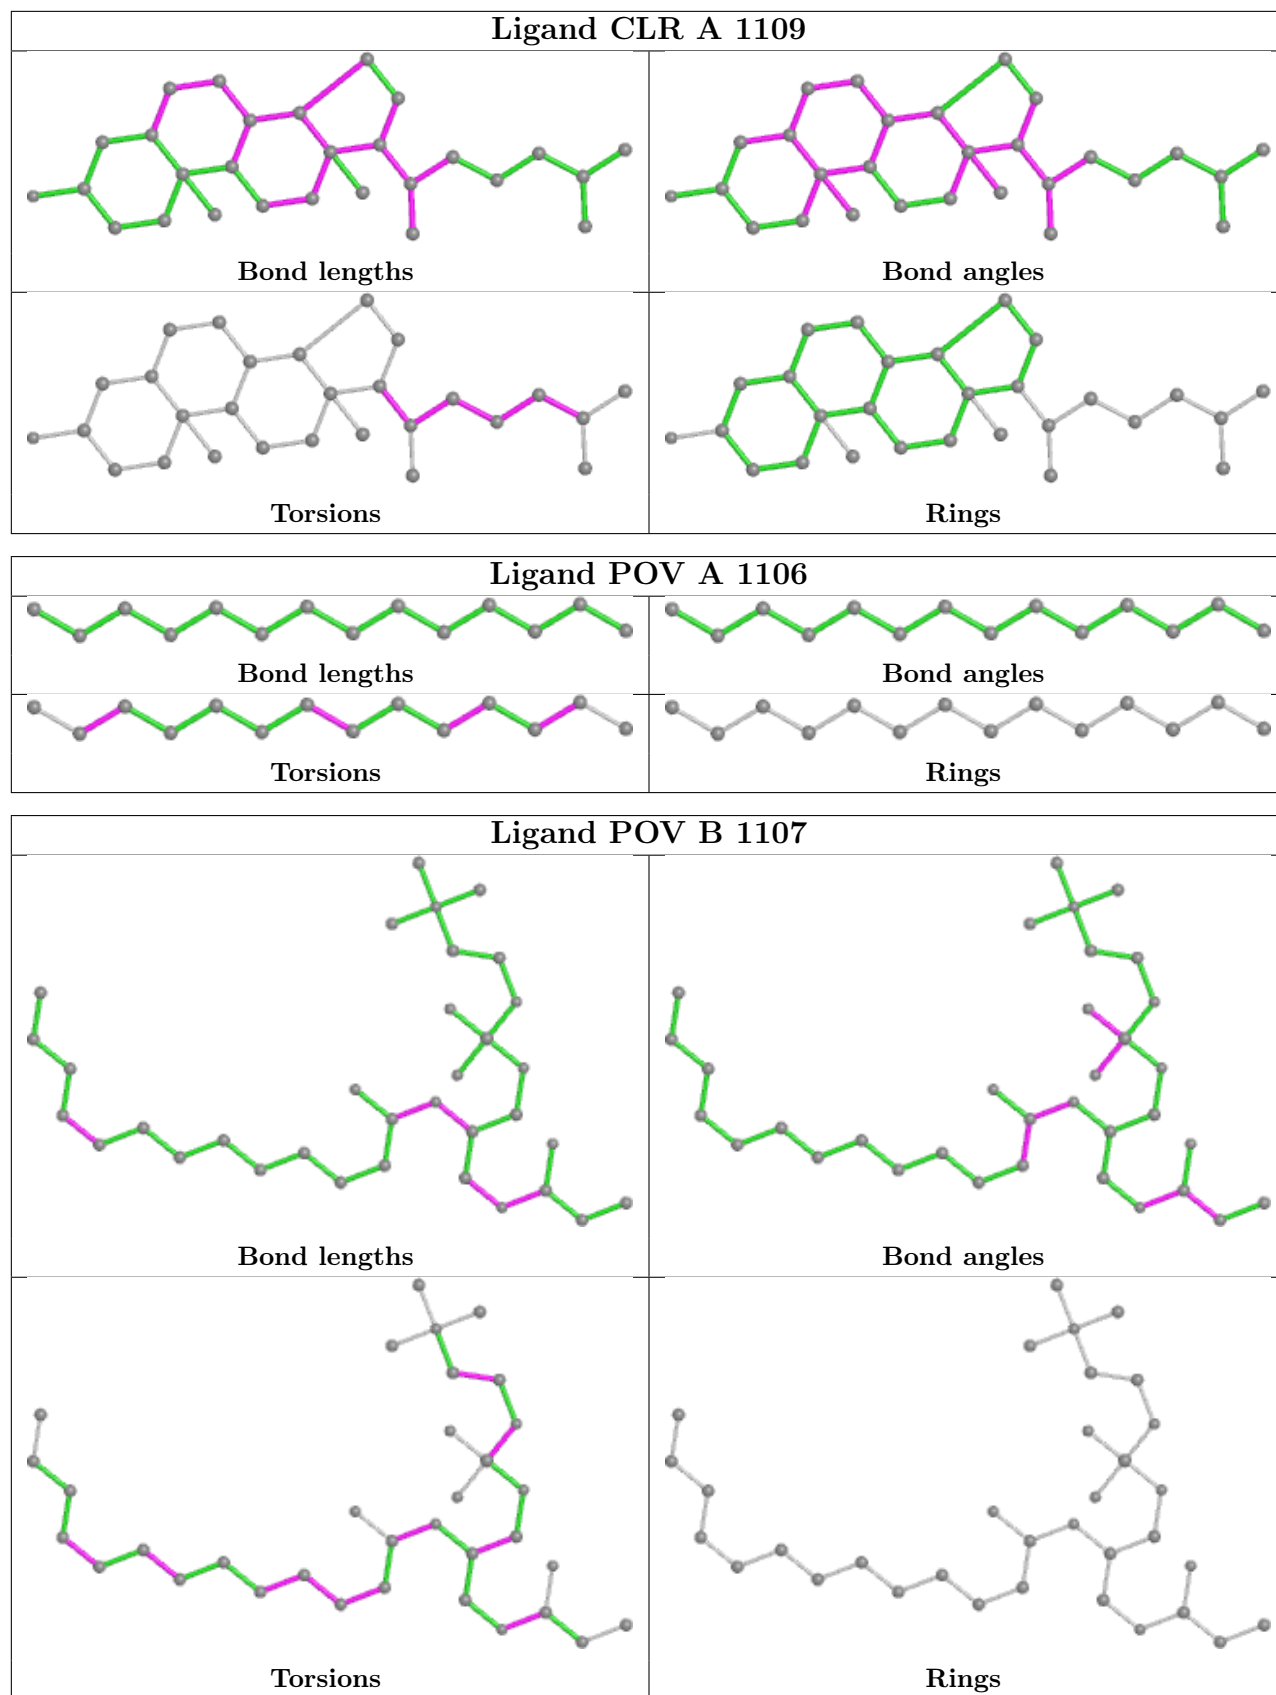 Ligand CLR A 1109
Bond lengths
Bond angles
Torsions
Rings
Ligand POV A 1106
Bond lengths
Bond angles
Torsions
Rings
Ligand POV B 1107
Bond lengths
Bond angles
Torsions
Rings